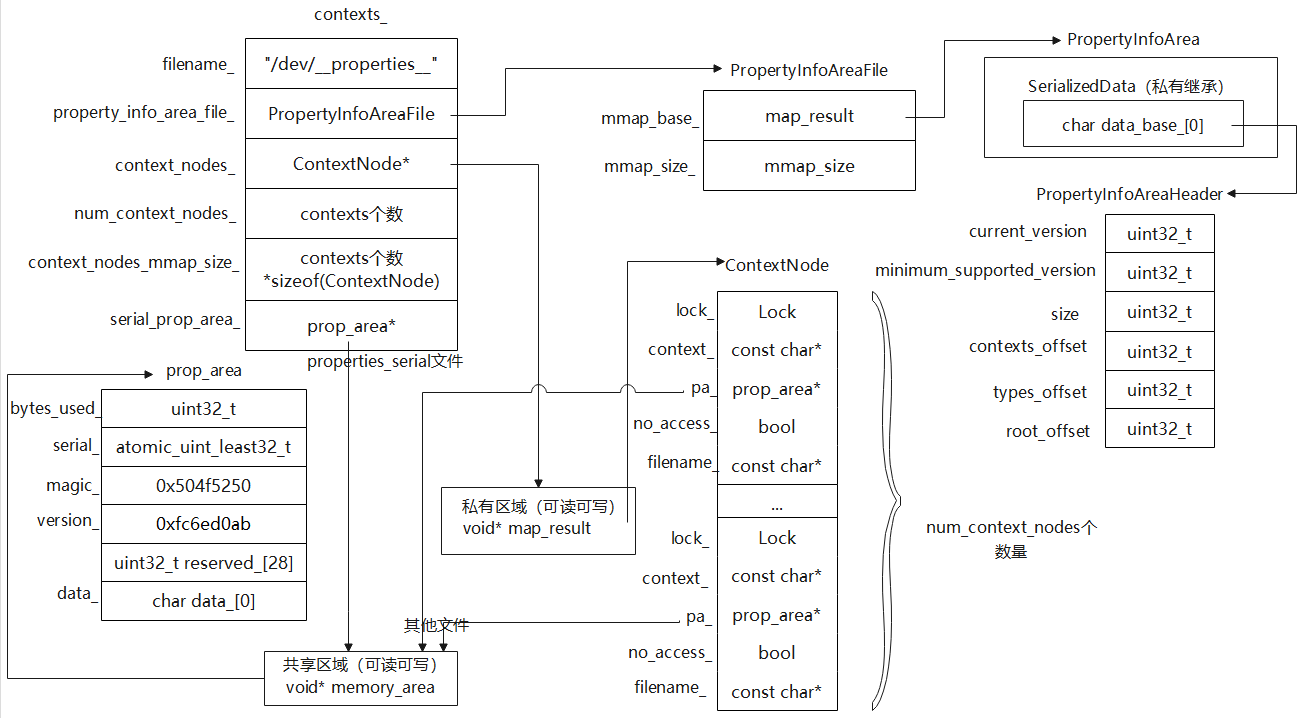 contexts_
filename_
"/dev/__properties__"
property_info_area_file_
PropertyInfoAreaFile
context_nodes_
ContextNode*
num_context_nodes_
contexts个数
context_nodes_mmap_size_
contexts个数
*sizeof(ContextNode)
serial_prop_area_
prop_area*
properties_serial文件
PropertyInfoAreaFile
mmap_base_
map_result
mmap_size_
mmap_size
PropertyInfoArea
SerializedData（私有继承）
char data_base_[0]
PropertyInfoAreaHeader
current_version
uint32_t
minimum_supported_version
uint32_t
size
uint32_t
contexts_offset
uint32_t
types_offset
uint32_t
root_offset
uint32_t
ContextNode
lock_
Lock
context_
const char*
pa_
prop_area*
no_access_
bool
filename_
const char*
...
lock_
Lock
context_
const char*
pa_
prop_area*
no_access_
bool
filename_
const char*
num_context_nodes个
数量
prop_area
bytes_used_
uint32_t
serial_
atomic_uint_least32_t
magic_
0x504f5250
version_
0xfc6ed0ab
uint32_t reserved_[28]
data_
char data_[0]
私有区域（可读可写）
void* map_result
其他文件
共享区域（可读可写）
void* memory_area